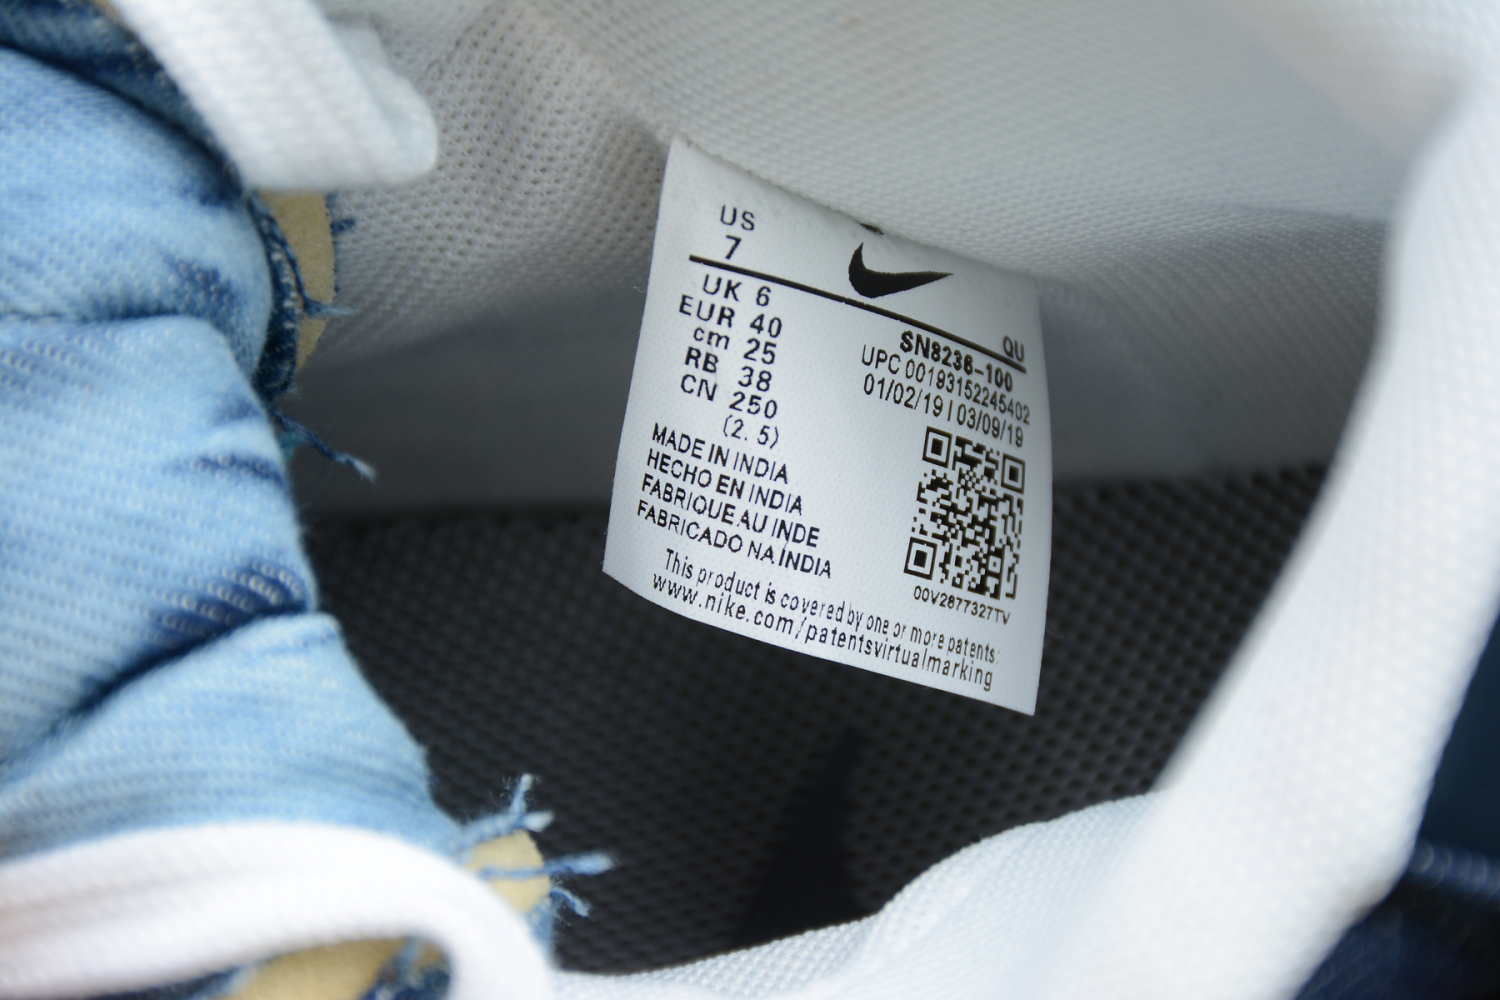 US
7
UK 6
EUR 40
cm 25
RB 38
CN 250
(2.5)
MADE IN INDIA
HECHO EN INDIA
FABRIQUE AU INDE
FABRICADO NA ÍNDIA
QU
SN8236-100
UPC 00193152245402
01/02/19 | 03/09/19
00V2877327TV
This product is covered by one or more patents:
www.nike.com/patentsvirtualmarking